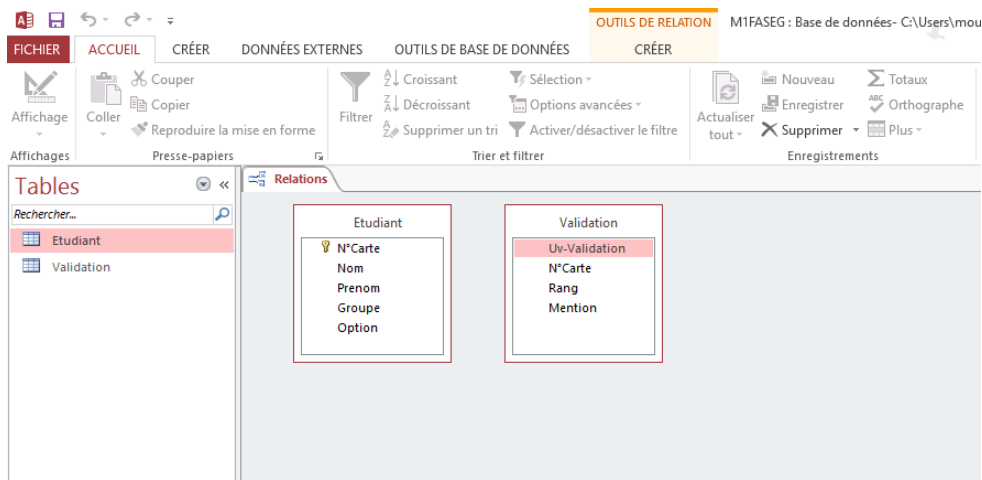 OUTILS DE RELATION M1FASEG : Base de données- C:\Users\mou
FICHIER ACCUEIL CRÉER DONNÉES EXTERNES OUTILS DE BASE DE DONNÉES CRÉER
Affichage
Coller
Couper
Copier
Reproduire la mise en forme
Filtrer
Croissant
Décroissant
Supprimer un tri
Sélection
Options avancées
Activer/désactiver le filtre
Actualiser
tout
Nouveau
Enregistrer
Supprimer
Totaux
Orthographe
Plus
Affichages Presse-papiers Trier et filtrer Enregistrements
Tables
Rechercher...
Etudiant
Validation
Relations
Etudiant
N°Carte
Nom
Prenom
Groupe
Option
Validation
Uv-Validation
N°Carte
Rang
Mention